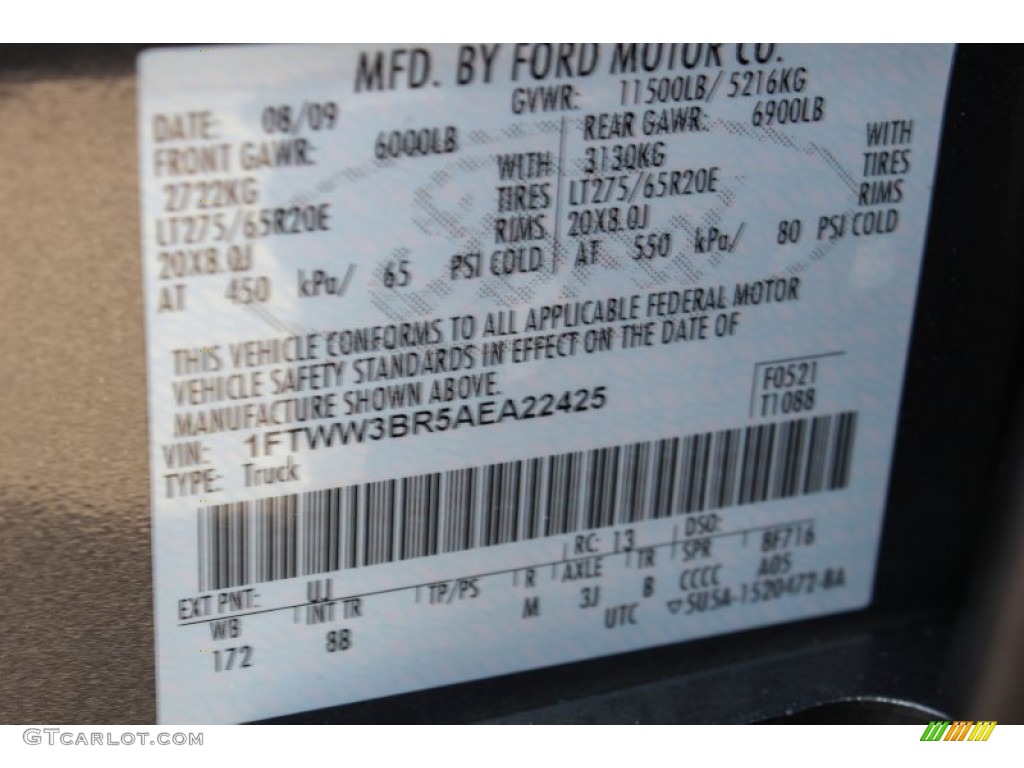 MFD. BY FORD MOTOR CO.
DATE: 08/09 GVWR: 11500LB/ 5216KG
FRONT GAWR: 6000LB REAR GAWR: 6900LB
2722KG WITH 3130KG WITH
LT275/65R20E TIRES LT275/65R20E TIRES
20X8.0J RIMS 20X8.0J RIMS
AT 450 kPa/ 65 PSI COLD AT 550 kPa/ 80 PSI COLD
THIS VEHICLE CONFORMS TO ALL APPLICABLE FEDERAL MOTOR
VEHICLE SAFETY STANDARDS IN EFFECT ON THE DATE OF
MANUFACTURE SHOWN ABOVE.
VIN: 1FTWW3BR5AEA22425 F0521
TYPE: Truck T1088
EXT PNT: UJ RC: 13 DSO:
WB INT TR TP/PS R AXLE TR SPR BF716
172 88 M 3J B CCCC A05
UTC ▽5U5A-1520472-BA
GTCARLOT.COM